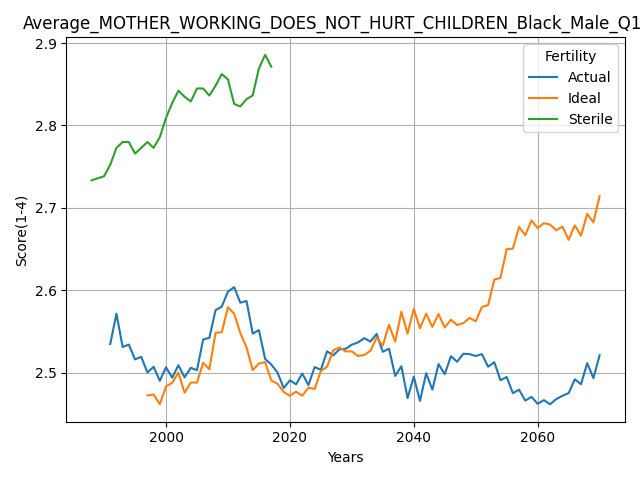 Average_MOTHER_WORKING_DOES_NOT_HURT_CHILDREN_Black_Male_Q1
Fertility
Actual
Ideal
Sterile
2.9
2.8
2.7
2.6
2.5
Score(1-4)
2000
2020
2040
2060
Years